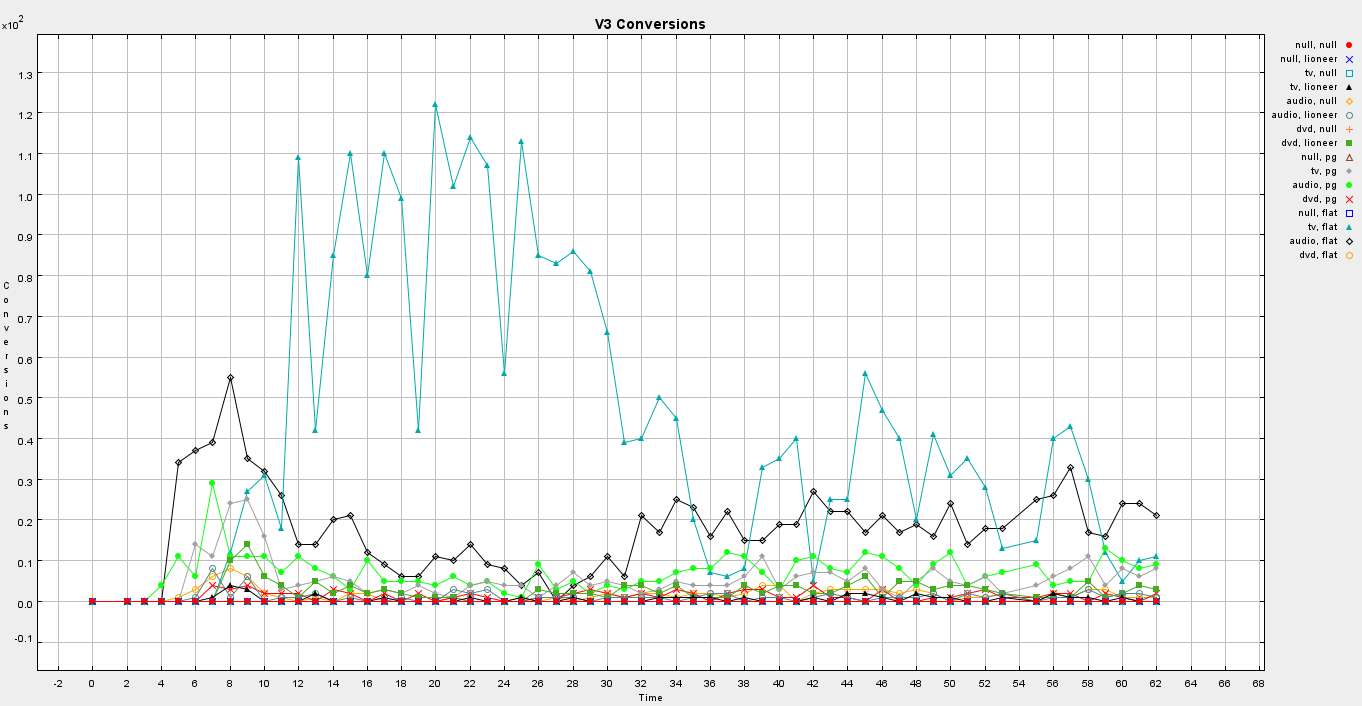 V3 Conversions
x10²
1.3
1.2
1.1
1.0
0.9
0.8
0.7
0.6
0.5
0.4
0.3
0.2
0.1
0.0
-0.1
Conversions
-2 0 2 4 6 8 10 12 14 16 18 20 22 24 26 28 30 32 34 36 38 40 42 44 46 48 50 52 54 56 58 60 62 64 66 68
Time
null, null
null, lioneer
tv, null
tv, lioneer
audio, null
audio, lioneer
dvd, null
dvd, lioneer
null, pg
tv, pg
audio, pg
dvd, pg
null, flat
tv, flat
audio, flat
dvd, flat